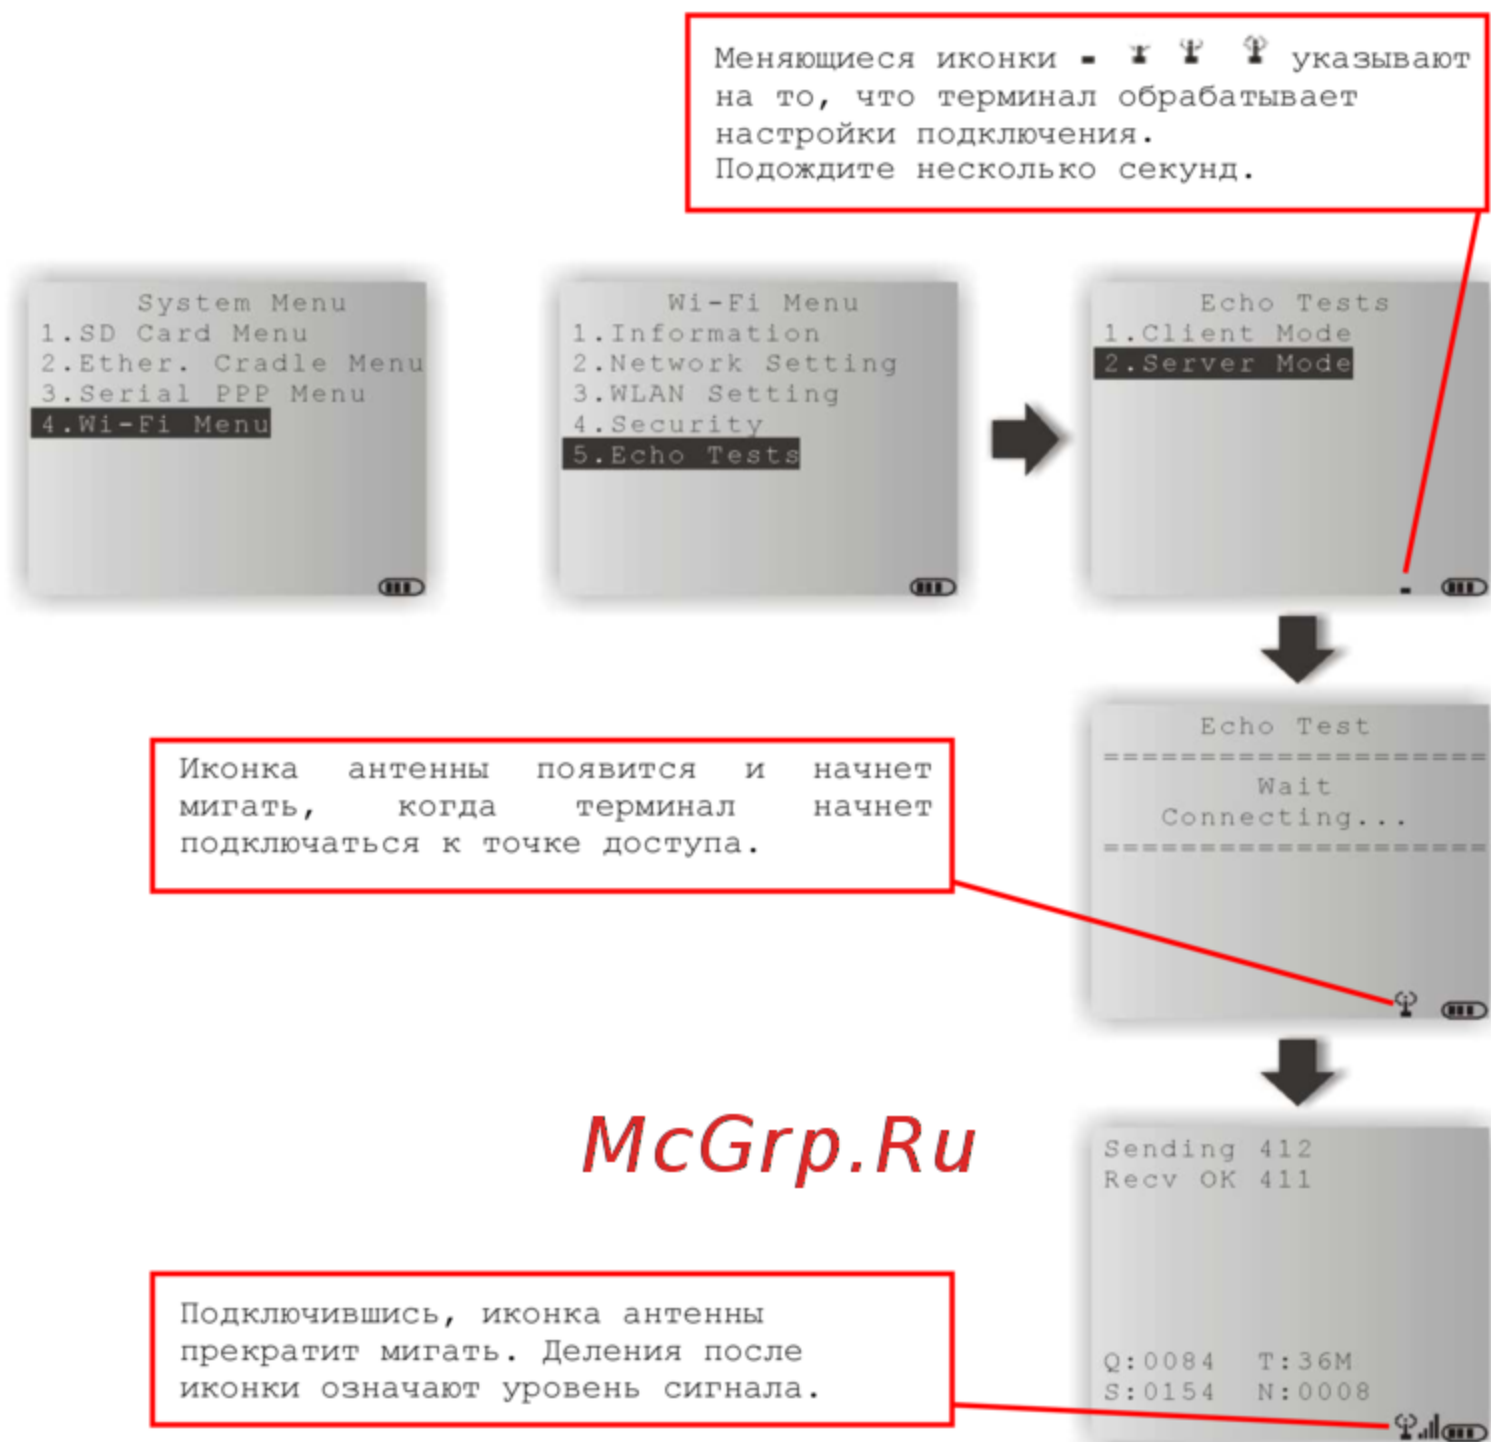 Меняющиеся иконки указывают
на то, что терминал обрабатывает
настройки подключения.
Подождите несколько секунд.
System Menu
1.SD Card Menu
2.Ether. Cradle Menu
3.Serial PPP Menu
4.Wi-Fi Menu
Wi-Fi Menu
1.Information
2.Network Setting
3.WLAN Setting
4.Security
5.Echo Tests
Echo Tests
1.Client Mode
2.Server Mode
Иконка антенны появится и начнет
мигать, когда терминал начнет
подключаться к точке доступа.
Echo Test
====================
Wait
Connecting...
====================
McGrp.Ru
Sending 412
Recv OK 411
Q:0084 T:36M
S:0154 N:0008
Подключившись, иконка антенны
прекратит мигать. Деления после
иконки означают уровень сигнала.